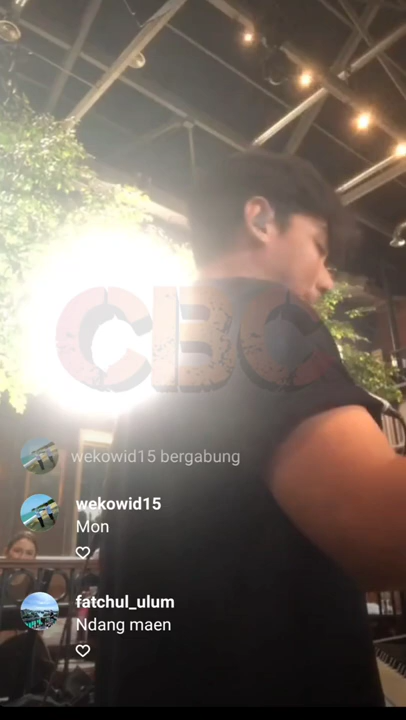 CBC
wekowid15 bergabung
wekowid15
Mon
fatchul_ulum
Ndang maen